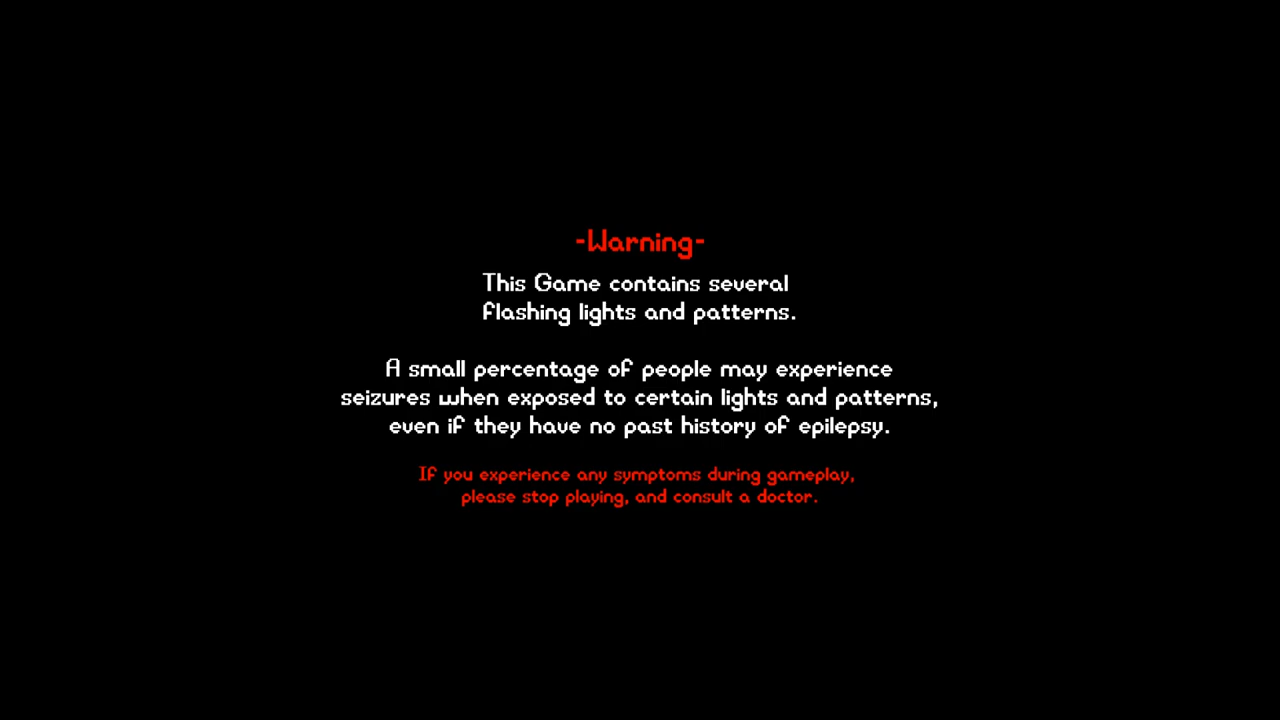 -Warning-
This Game contains several
flashing lights and patterns.
A small percentage of people may experience
seizures when exposed to certain lights and patterns,
even if they have no past history of epilepsy.
If you experience any symptoms during gameplay,
please stop playing, and consult a doctor.